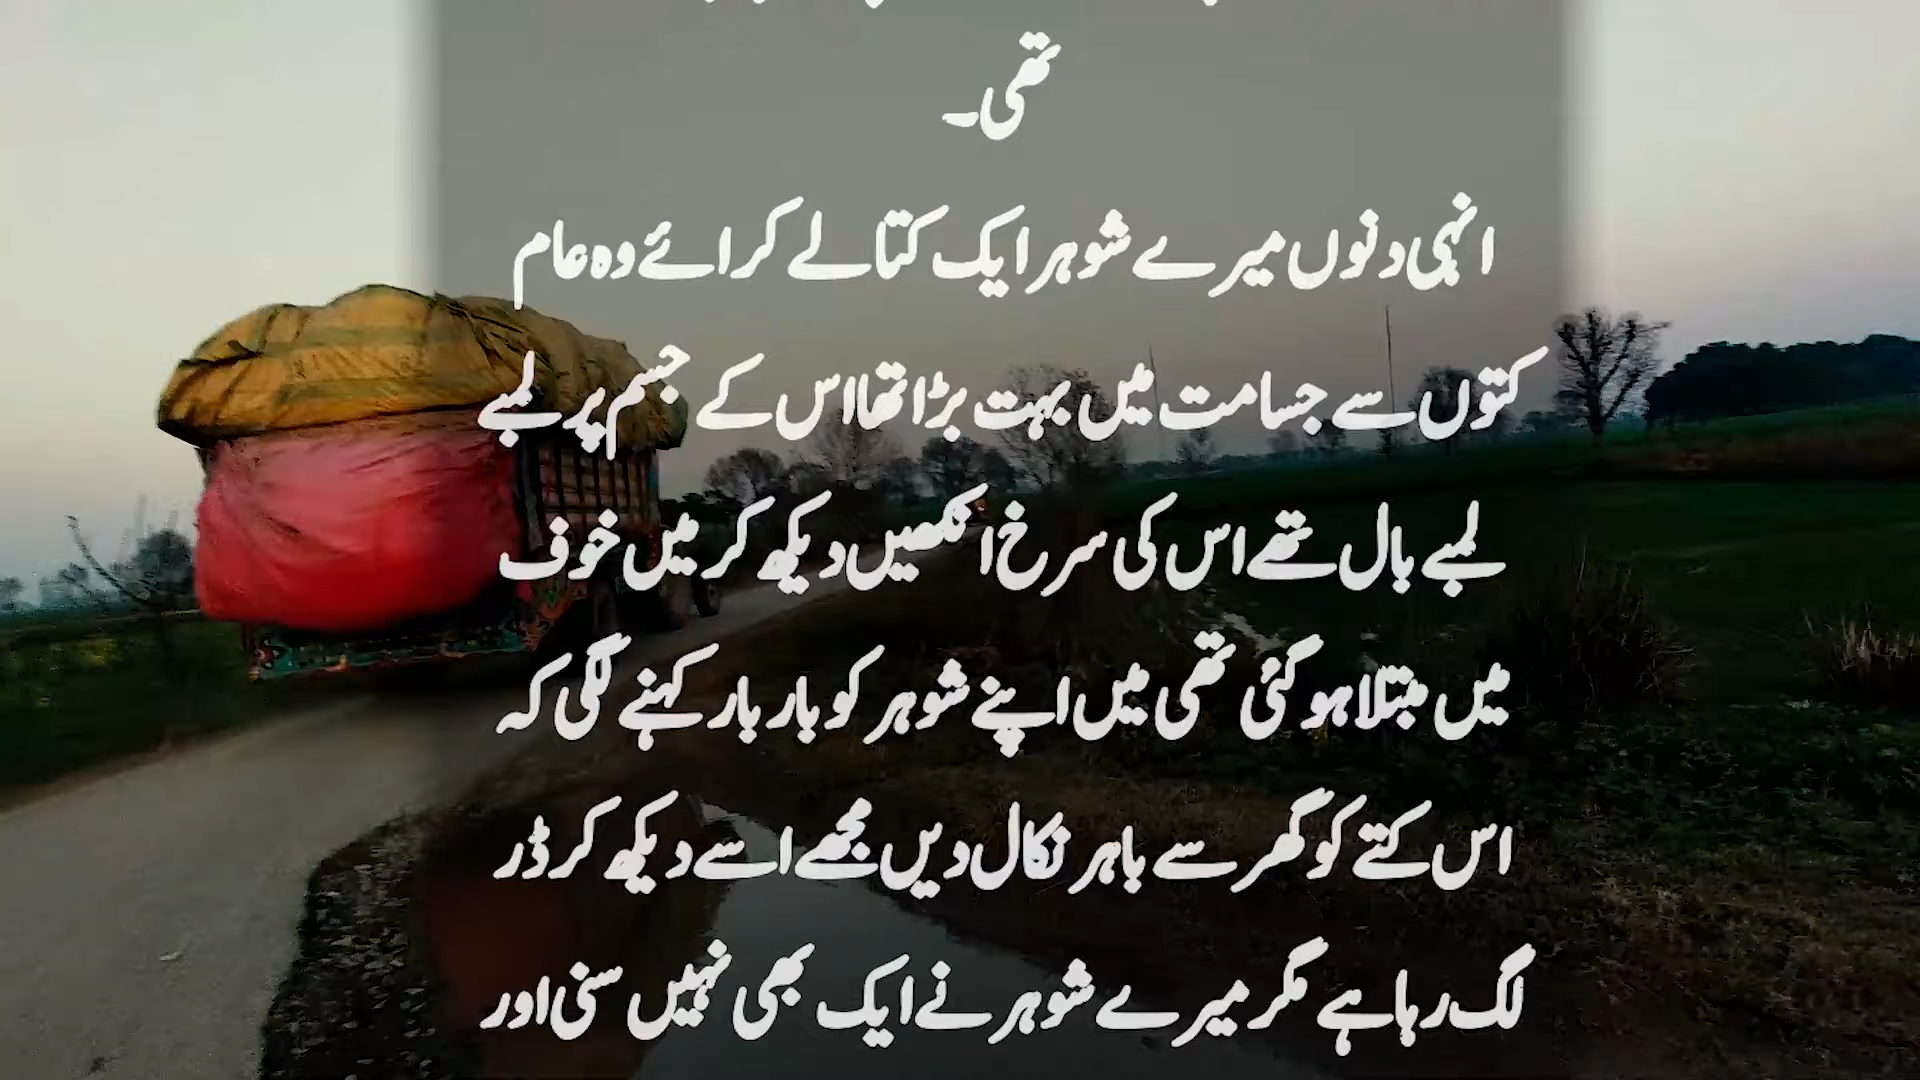 تھی۔
انہی دنوں میرے شوہر ایک کتا لے کر ائے وہ عام
کتوں سے جسامت میں بہت بڑا تھا اس کے جسم پر لمبے
لمبے بال تھے اس کی سرخ انکھیں دیکھ کر میں خوف
میں مبتلا ہو گئی تھی میں اپنے شوہر کو بار بار کہنے لگی کہ
اس کتے کو گھر سے باہر نکال دیں مجھے اسے دیکھ کر ڈر
لگ رہا ہے مگر میرے شوہر نے ایک بھی نہیں سنی اور